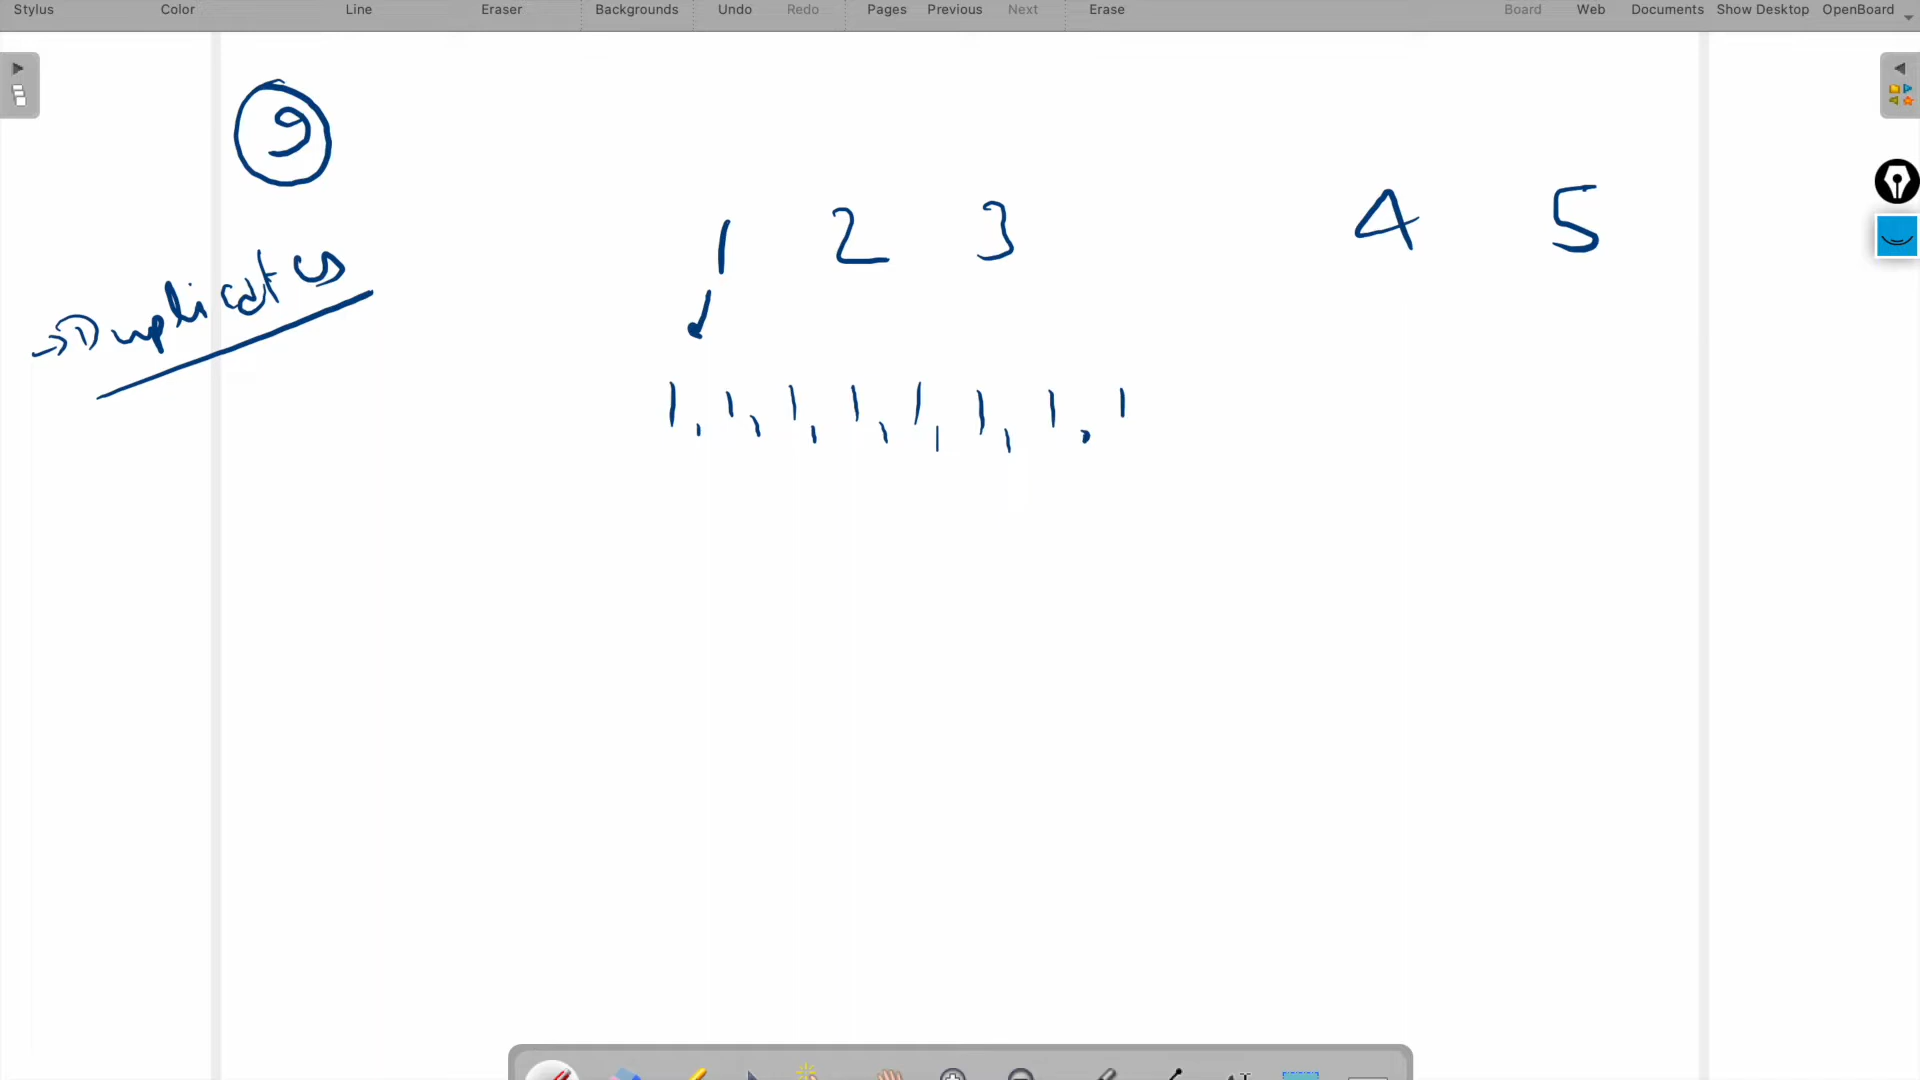 Stylus Color Line Eraser Backgrounds Undo Redo Pages Previous Next Erase Board Web Documents Show Desktop OpenBoard
9
1 2 3 4 5
→ Duplicates
1, 1, 1, 1, 1, 1, 1, 1